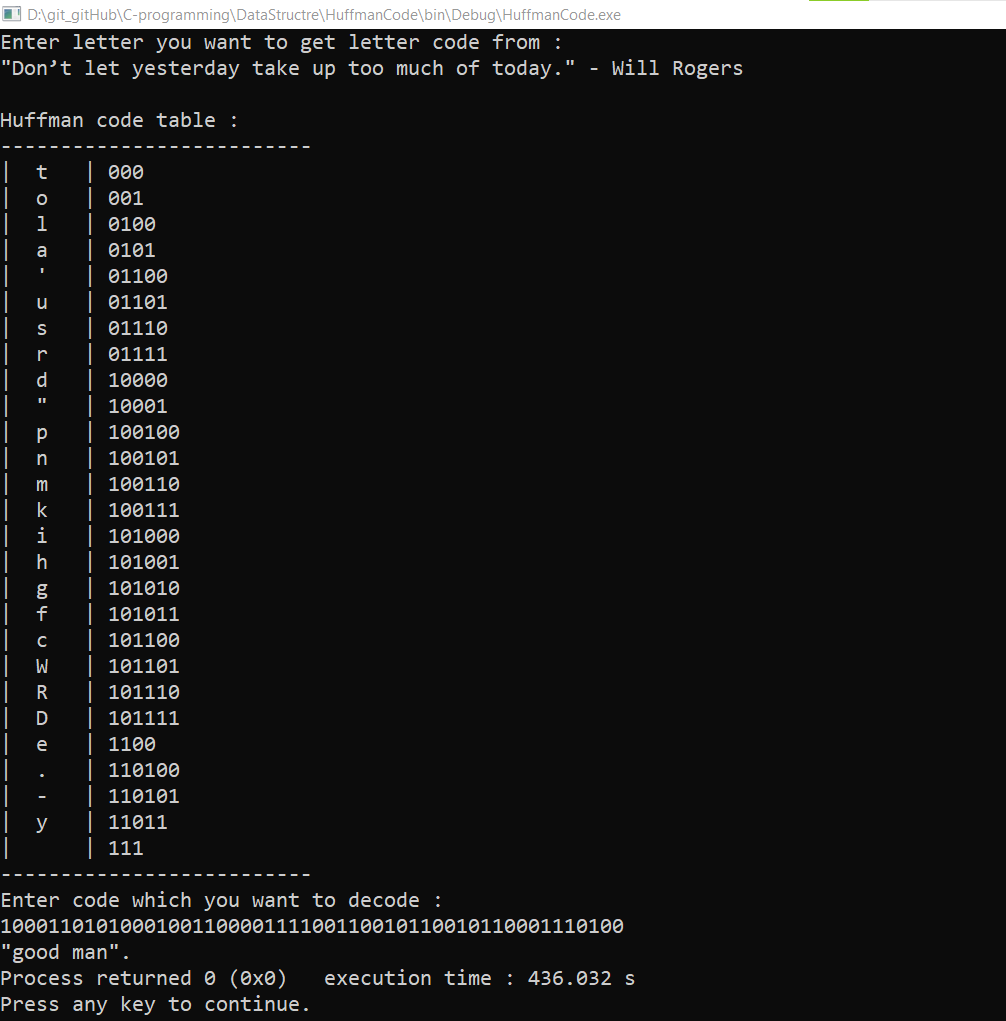 D:\git_gitHub\C-programming\DataStructre\HuffmanCode\bin\Debug\HuffmanCode.exe
Enter letter you want to get letter code from :
"Don’t let yesterday take up too much of today." - Will Rogers
Huffman code table :
--------------------------
|  t   | 000
|  o   | 001
|  l   | 0100
|  a   | 0101
|  '   | 01100
|  u   | 01101
|  s   | 01110
|  r   | 01111
|  d   | 10000
|  "   | 10001
|  p   | 100100
|  n   | 100101
|  m   | 100110
|  k   | 100111
|  i   | 101000
|  h   | 101001
|  g   | 101010
|  f   | 101011
|  c   | 101100
|  W   | 101101
|  R   | 101110
|  D   | 101111
|  e   | 1100
|  .   | 110100
|  -   | 110101
|  y   | 11011
|      | 111
--------------------------
Enter code which you want to decode :
1000110101000100110000111100110010110010110001110100
"good man".
Process returned 0 (0x0)   execution time : 436.032 s
Press any key to continue.